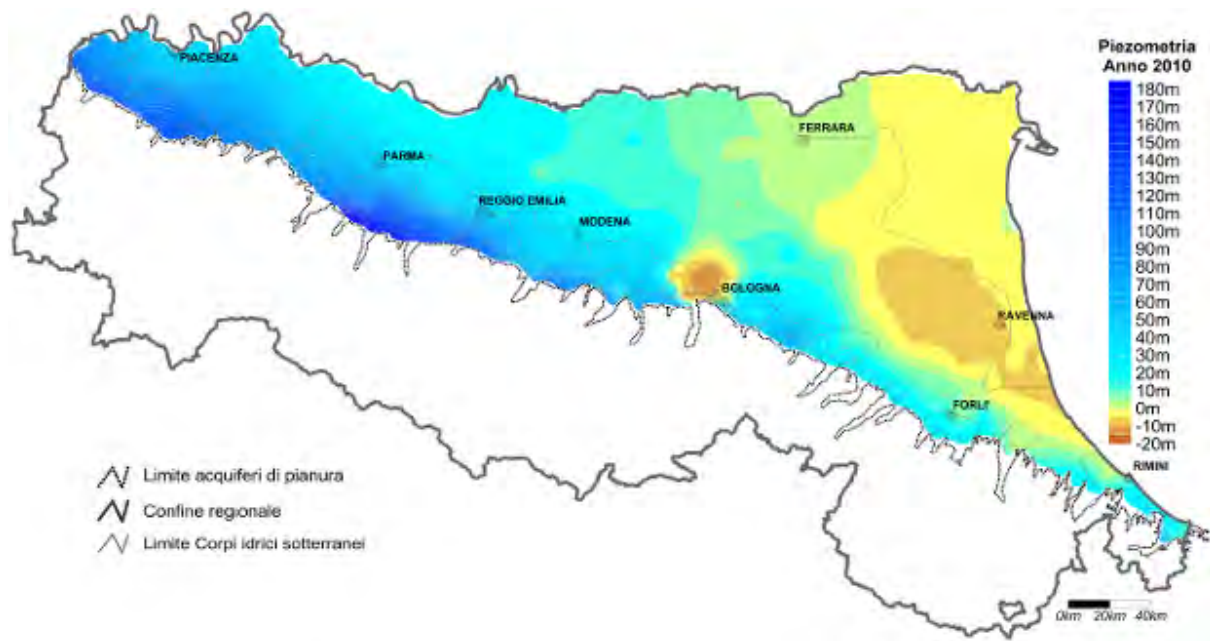 PIACENZA
PARMA
REGGIO EMILIA
MODENA
BOLOGNA
FERRARA
RAVENNA
FORLI'
RIMINI
Piezometria
Anno 2010
180m
170m
160m
150m
140m
130m
120m
110m
100m
90m
80m
70m
60m
50m
40m
30m
20m
10m
0m
-10m
-20m
Limite acquiferi di pianura
Confine regionale
Limite Corpi idrici sotterranei
0km 20km 40km